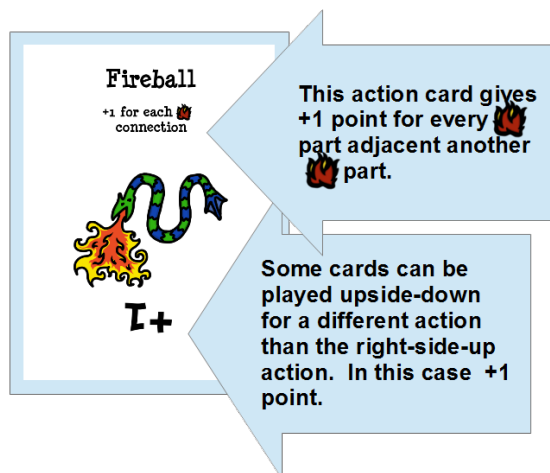 Fireball
+1 for each
connection
+1
This action card gives
+1 point for every
part adjacent another
part.
Some cards can be
played upside-down
for a different action
than the right-side-up
action.  In this case  +1
point.